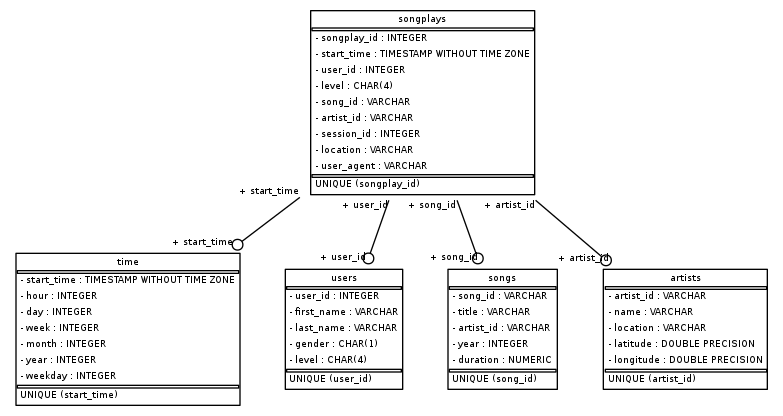 songplays
- songplay_id : INTEGER
- start_time : TIMESTAMP WITHOUT TIME ZONE
- user_id : INTEGER
- level : CHAR(4)
- song_id : VARCHAR
- artist_id : VARCHAR
- session_id : INTEGER
- location : VARCHAR
- user_agent : VARCHAR
UNIQUE (songplay_id)
+ start_time
+ user_id
+ song_id
+ artist_id
+ start_time
+ user_id
+ song_id
+ artist_id
time
- start_time : TIMESTAMP WITHOUT TIME ZONE
- hour : INTEGER
- day : INTEGER
- week : INTEGER
- month : INTEGER
- year : INTEGER
- weekday : INTEGER
UNIQUE (start_time)
users
- user_id : INTEGER
- first_name : VARCHAR
- last_name : VARCHAR
- gender : CHAR(1)
- level : CHAR(4)
UNIQUE (user_id)
songs
- song_id : VARCHAR
- title : VARCHAR
- artist_id : VARCHAR
- year : INTEGER
- duration : NUMERIC
UNIQUE (song_id)
artists
- artist_id : VARCHAR
- name : VARCHAR
- location : VARCHAR
- latitude : DOUBLE PRECISION
- longitude : DOUBLE PRECISION
UNIQUE (artist_id)